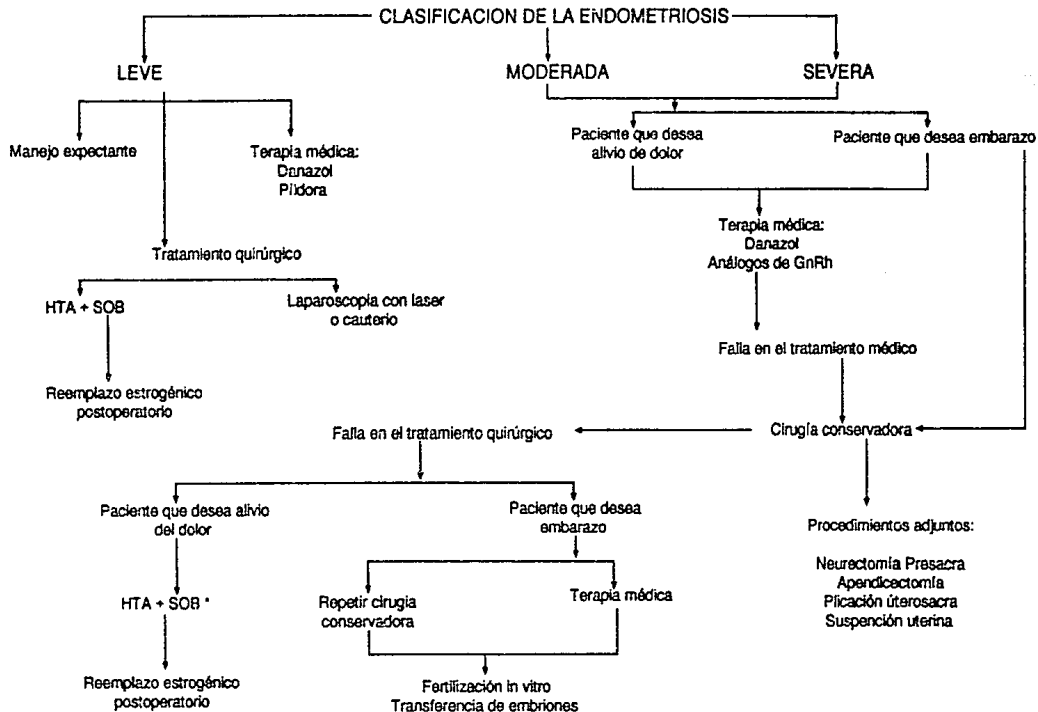 CLASIFICACION DE LA ENDOMETRIOSIS
LEVE
MODERADA
SEVERA
Manejo expectante
Terapia médica:
Danazol
Píldora
Paciente que desea
alivio de dolor
Paciente que desea embarazo
Terapia médica:
Danazol
Análogos de GnRh
Tratamiento quirúrgico
HTA + SOB
Laparoscopia con laser
o cauterio
Falla en el tratamiento médico
Reemplazo estrogénico
postoperatorio
Falla en el tratamiento quirúrgico
Cirugía conservadora
Paciente que desea alivio
del dolor
Paciente que desea
embarazo
Procedimientos adjuntos:
Neurectomía Presacra
Apendicectomía
Plicación úterosacra
Suspención uterina
HTA + SOB *
Repetir cirugia
conservadora
Terapia médica
Reemplazo estrogénico
postoperatorio
Fertilización in vitro
Transferencia de embriones